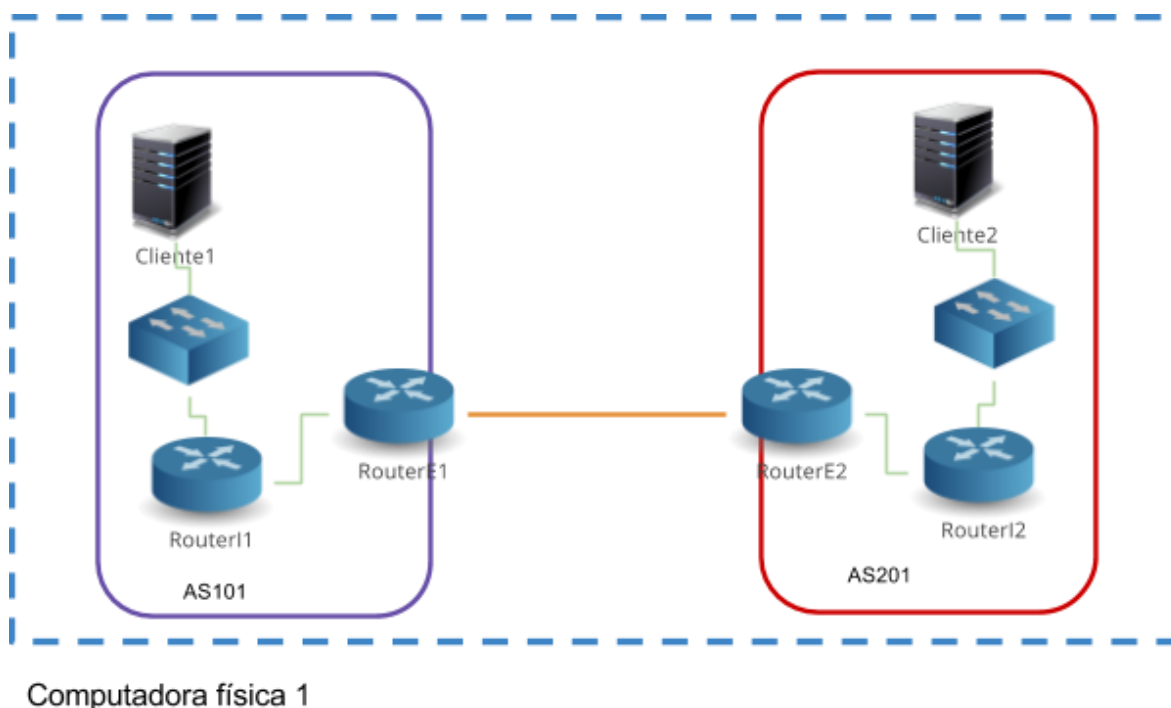 Cliente1
Cliente2
RouterE1
RouterE2
RouterI1
RouterI2
AS101
AS201
Computadora física 1